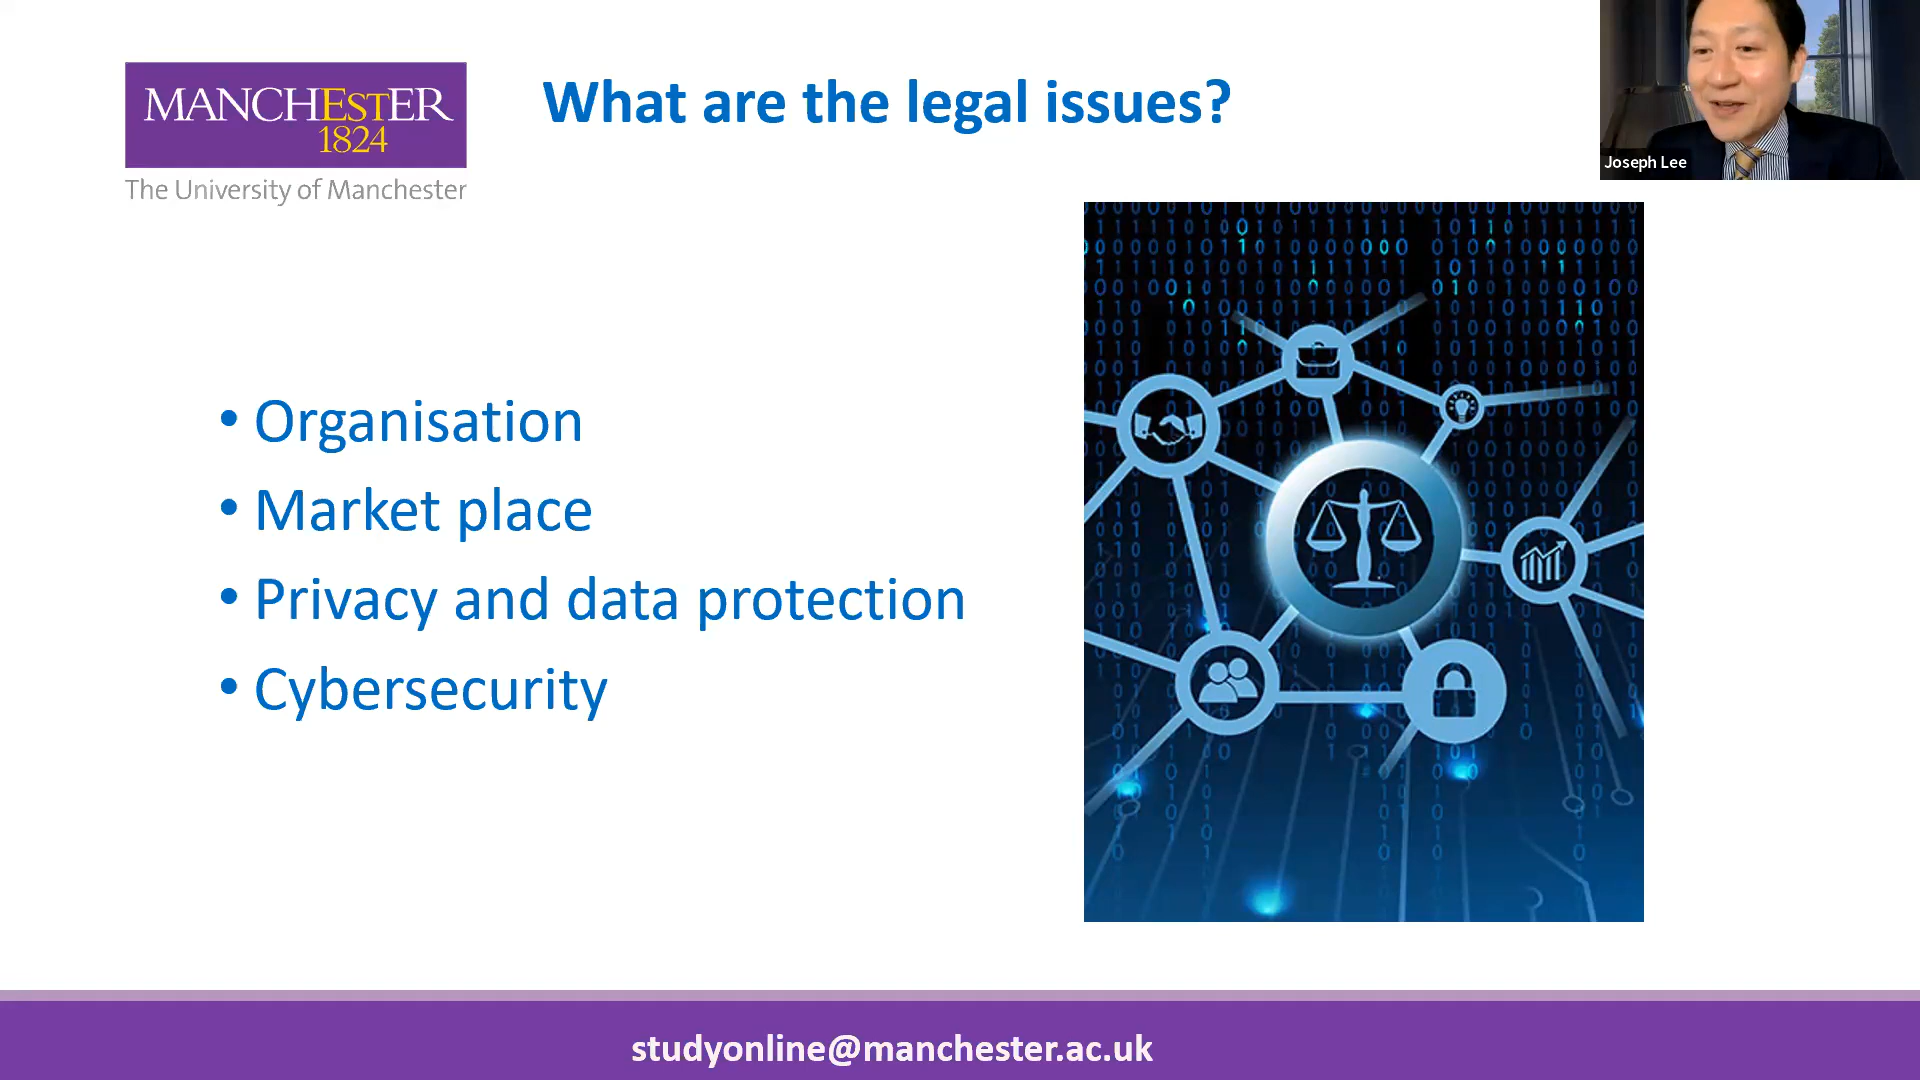 MANCHESTER
1824
The University of Manchester
What are the legal issues?
Joseph Lee
• Organisation
• Market place
• Privacy and data protection
• Cybersecurity
studyonline@manchester.ac.uk